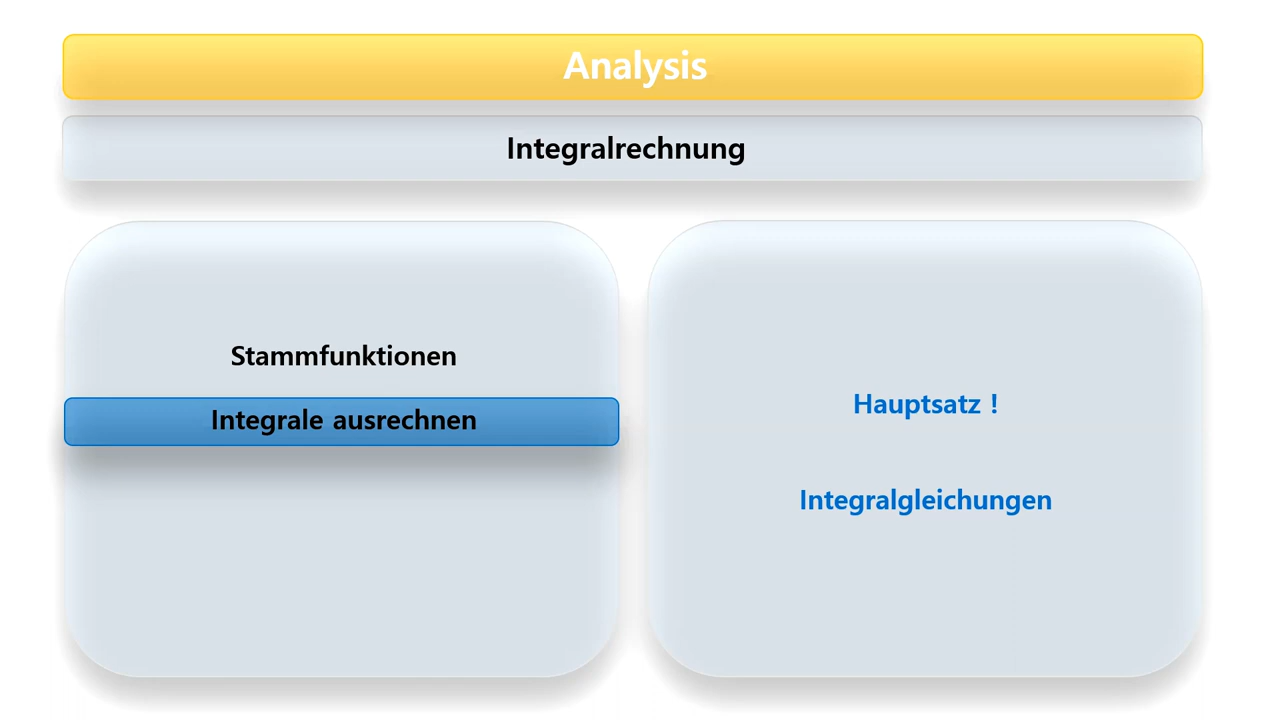 Analysis
Integralrechnung
Stammfunktionen
Integrale ausrechnen
Hauptsatz !
Integralgleichungen